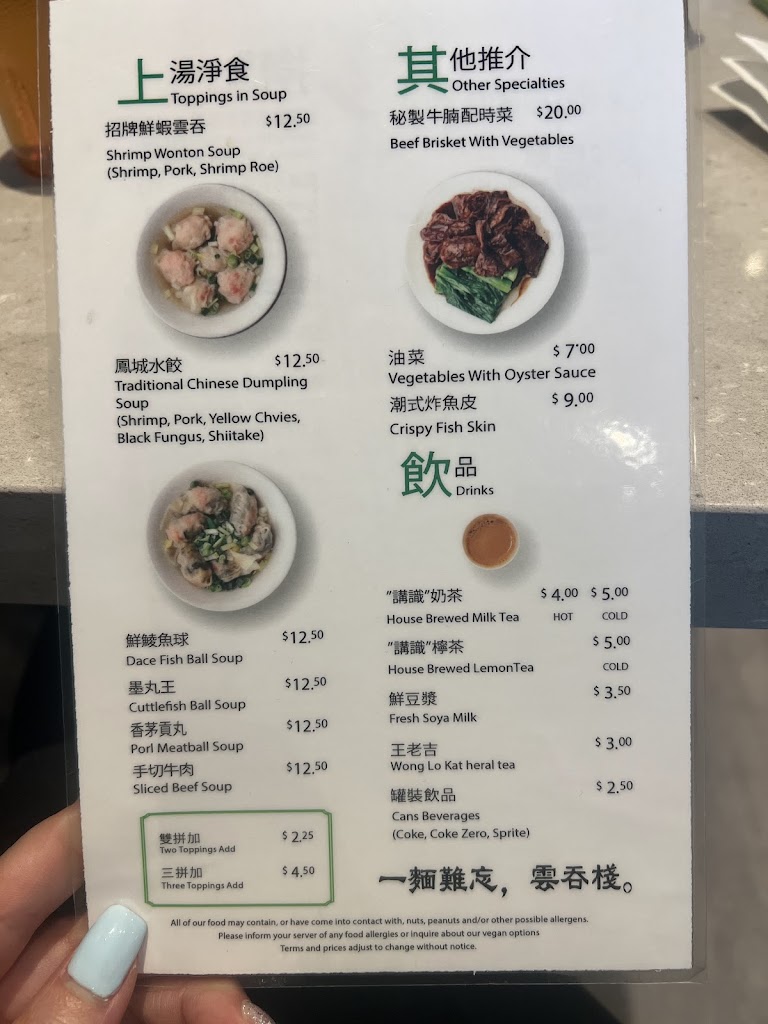 上湯淨食
Toppings in Soup
招牌鮮蝦雲吞 $12.50
Shrimp Wonton Soup
(Shrimp, Pork, Shrimp Roe)
鳳城水餃 $12.50
Traditional Chinese Dumpling
Soup
(Shrimp, Pork, Yellow Chvies,
Black Fungus, Shiitake)
鮮鯪魚球 $12.50
Dace Fish Ball Soup
墨丸王 $12.50
Cuttlefish Ball Soup
香茅貢丸 $12.50
Porl Meatball Soup
手切牛肉 $12.50
Sliced Beef Soup
雙拼加 $2.25
Two Toppings Add
三拼加 $4.50
Three Toppings Add
其他推介
Other Specialties
秘製牛腩配時菜 $20.00
Beef Brisket With Vegetables
油菜 $7.00
Vegetables With Oyster Sauce
潮式炸魚皮 $9.00
Crispy Fish Skin
飲品
Drinks
"講識"奶茶 $4.00 $5.00
House Brewed Milk Tea HOT COLD
"講識"檸茶 $5.00
House Brewed LemonTea COLD
鮮豆漿 $3.50
Fresh Soya Milk
王老吉 $3.00
Wong Lo Kat heral tea
罐裝飲品 $2.50
Cans Beverages
(Coke, Coke Zero, Sprite)
一麵難忘，雲吞棧。
All of our food may contain, or have come into contact with, nuts, peanuts and/or other possible allergens.
Please inform your server of any food allergies or inquire about our vegan options
Terms and prices adjust to change without notice.